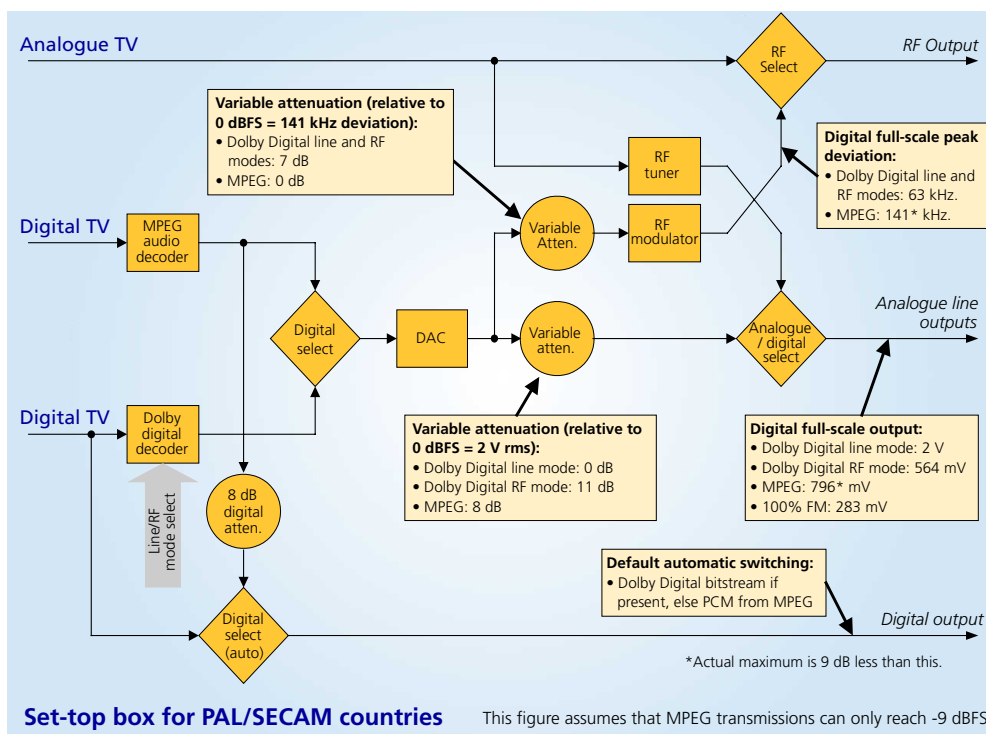 Analogue TV
RF
Select
RF Output
Variable attenuation (relative to
0 dBFS = 141 kHz deviation):
• Dolby Digital line and RF
modes: 7 dB
• MPEG: 0 dB
Digital full-scale peak
deviation:
• Dolby Digital line and
RF modes: 63 kHz.
• MPEG: 141* kHz.
RF
tuner
Digital TV
MPEG
audio
decoder
Variable
Atten.
RF
modulator
Digital
select
DAC
Variable
atten.
Analogue
/ digital
select
Analogue line
outputs
Digital TV
Dolby
digital
decoder
Line/RF
mode select
8 dB
digital
atten.
Variable attenuation (relative to
0 dBFS = 2 V rms):
• Dolby Digital line mode: 0 dB
• Dolby Digital RF mode: 11 dB
• MPEG: 8 dB
Digital full-scale output:
• Dolby Digital line mode: 2 V
• Dolby Digital RF mode: 564 mV
• MPEG: 796* mV
• 100% FM: 283 mV
Default automatic switching:
• Dolby Digital bitstream if
present, else PCM from MPEG
Digital
select
(auto)
Digital output
*Actual maximum is 9 dB less than this.
Set-top box for PAL/SECAM countries
This figure assumes that MPEG transmissions can only reach -9 dBFS